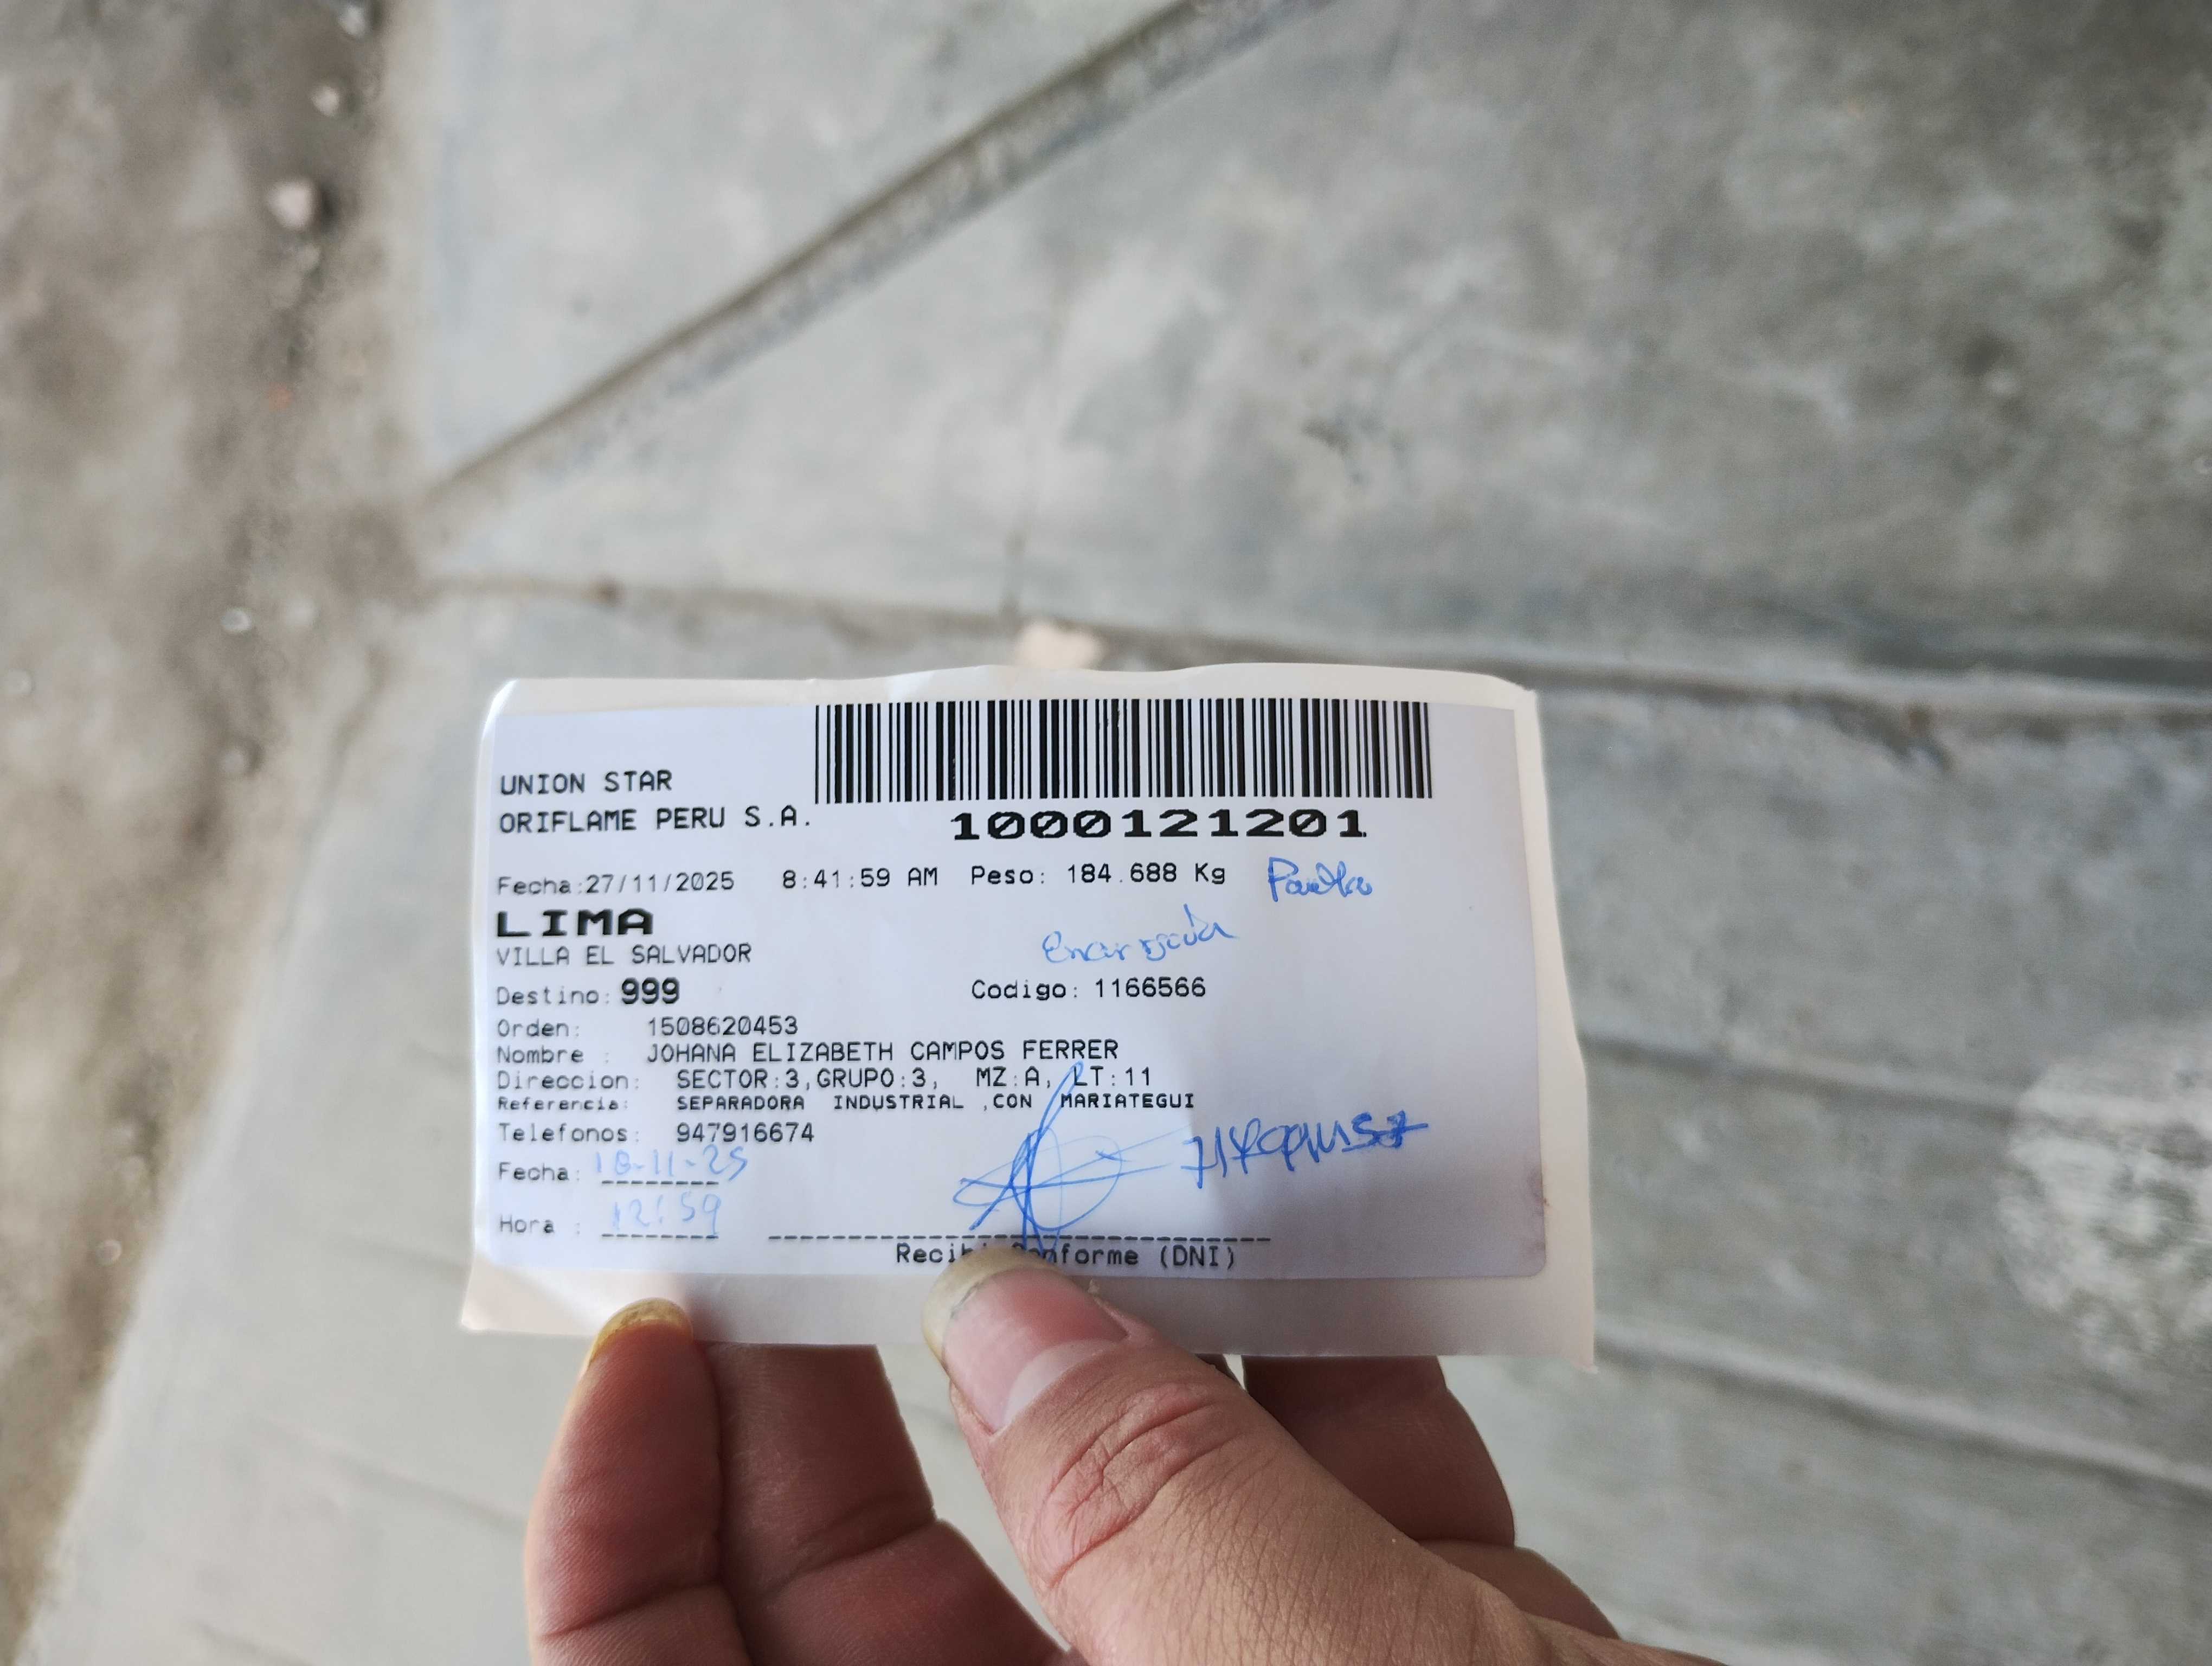 UNION STAR
ORIFLAME PERU S.A.
1000121201
Fecha:27/11/2025 8:41:59 AM Peso: 184.688 Kg
LIMA
encargada
VILLA EL SALVADOR
Destino: 999 Codigo: 1166566
Orden: 1508620453
Nombre : JOHANA ELIZABETH CAMPOS FERRER
Direccion: SECTOR:3,GRUPO:3, MZ:A, LT:11
Referencia: SEPARADORA INDUSTRIAL ,CON MARIATEGUI
Telefonos: 947916674
Fecha:
Hora : 12:59
Recibi Conforme (DNI)